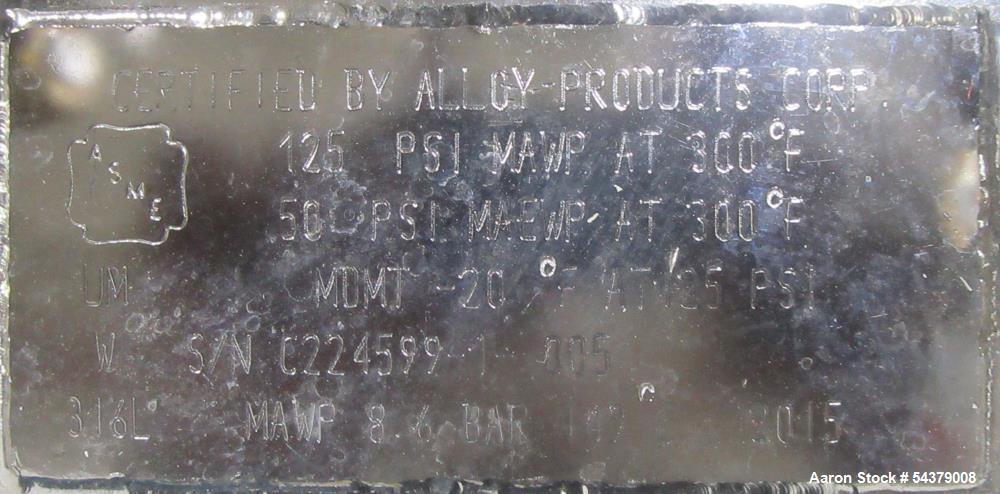 CERTIFIED BY ALLOY PRODUCTS CORP.
125 PSI MAWP AT 300°F
ASME
50 PSI MAEWP AT 300°F
UM MDMT -20 °F AT 125 PSI
W S/N C224599-1-005
316L MAWP 8.6 BAR 149 °C 2015
Aaron Stock # 54379008